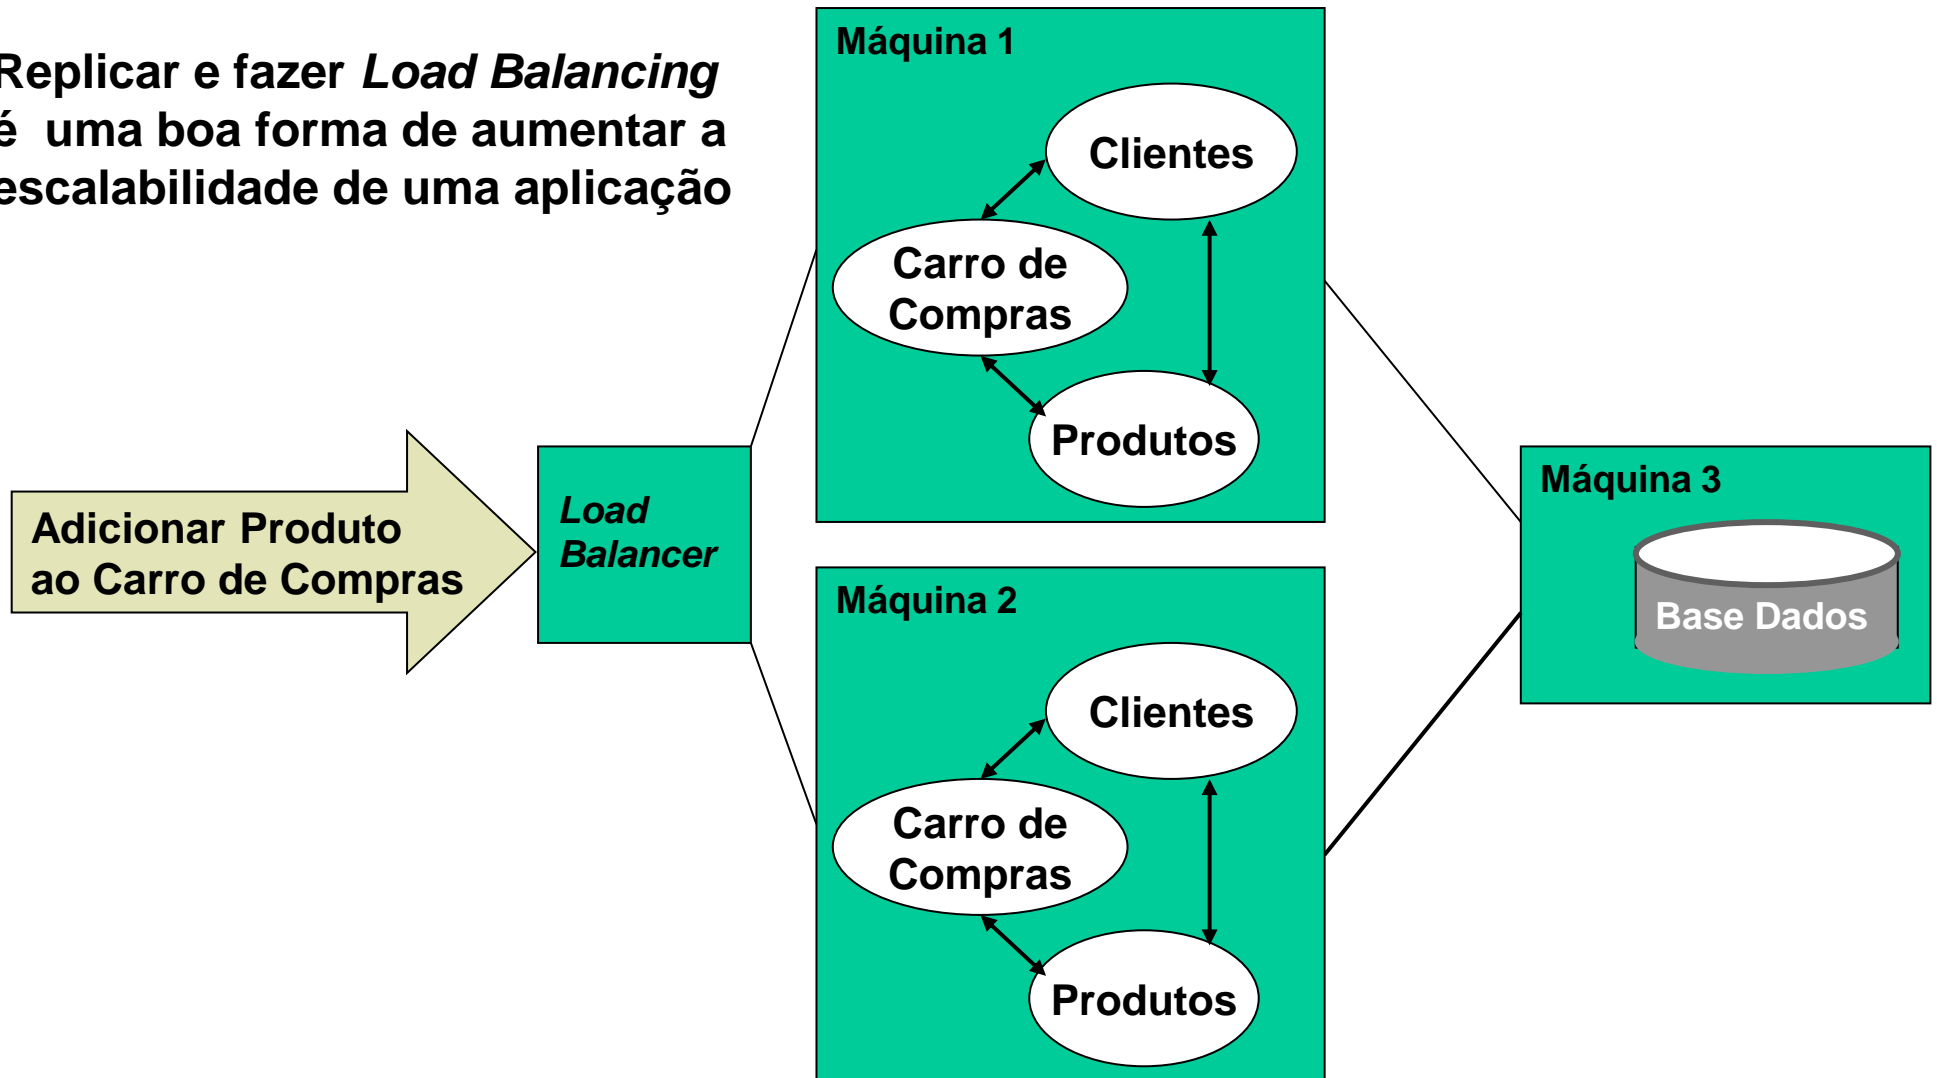 Replicar e fazer Load Balancing
é uma boa forma de aumentar a
escalabilidade de uma aplicação
Adicionar Produto
ao Carro de Compras
Load
Balancer
Máquina 1
Clientes
Carro de
Compras
Produtos
Máquina 2
Clientes
Carro de
Compras
Produtos
Máquina 3
Base Dados